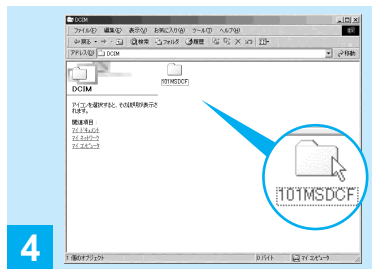 DCIM
ファイル(F) 編集(E) 表示(V) お気に入り(A) ツール(T) ヘルプ(H)
戻る 検索 フォルダ 履歴
アドレス(D) DCIM 移動
DCIM
101MSDCF
アイコンを選択すると、その説明が表示さ
れます。
関連項目:
マイ ドキュメント
マイ ネットワーク
マイ コンピュータ
101MSDCF
4
1 個のオブジェクト 0 バイト マイ コンピュータ